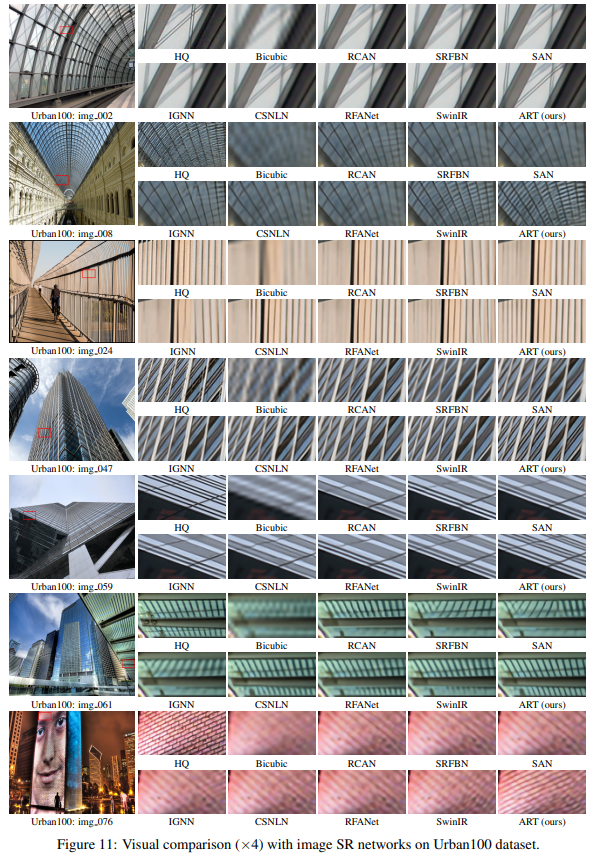 HQ Bicubic RCAN SRFBN SAN
IGNN CSNLN RFANet SwinIR ART (ours)
Urban100: img_002
HQ Bicubic RCAN SRFBN SAN
IGNN CSNLN RFANet SwinIR ART (ours)
Urban100: img_008
HQ Bicubic RCAN SRFBN SAN
IGNN CSNLN RFANet SwinIR ART (ours)
Urban100: img_024
HQ Bicubic RCAN SRFBN SAN
IGNN CSNLN RFANet SwinIR ART (ours)
Urban100: img_047
HQ Bicubic RCAN SRFBN SAN
IGNN CSNLN RFANet SwinIR ART (ours)
Urban100: img_059
HQ Bicubic RCAN SRFBN SAN
IGNN CSNLN RFANet SwinIR ART (ours)
Urban100: img_061
HQ Bicubic RCAN SRFBN SAN
IGNN CSNLN RFANet SwinIR ART (ours)
Urban100: img_076
Figure 11: Visual comparison (×4) with image SR networks on Urban100 dataset.